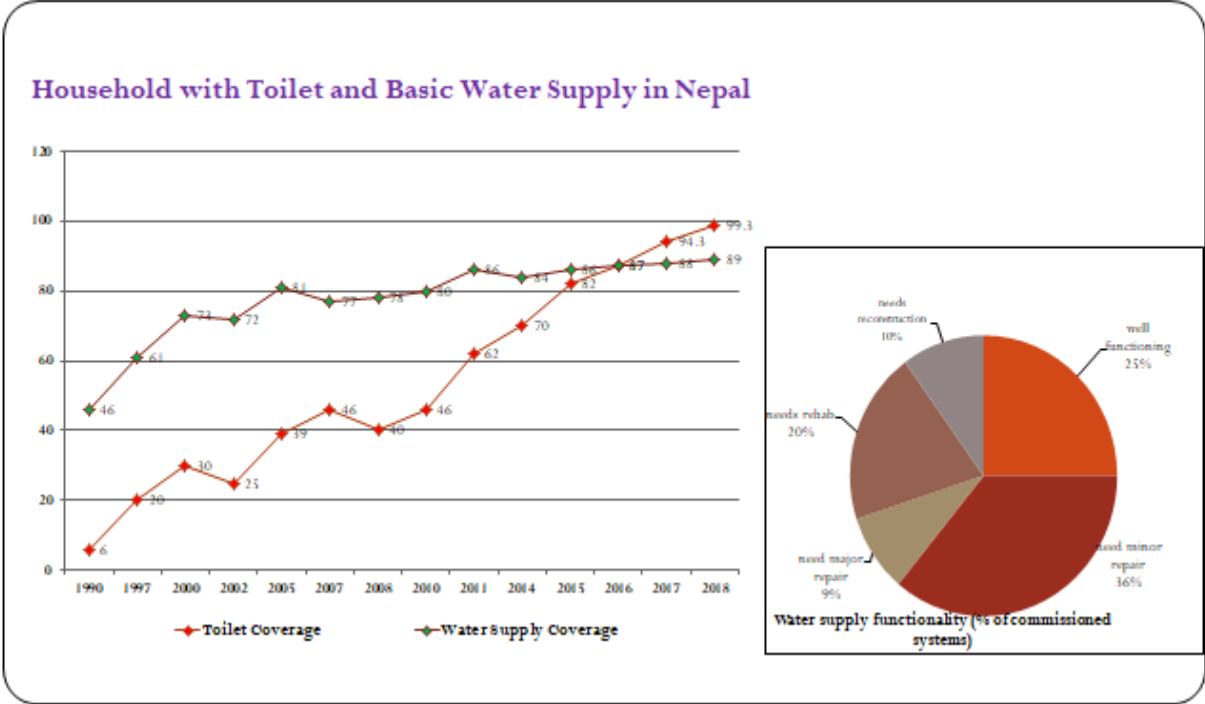 Household with Toilet and Basic Water Supply in Nepal
120
100
80
60
40
20
0
99.3
94.3
89
88
87
87
86
82
84
70
86
62
80
46
78
40
77
46
81
39
72
25
73
30
61
20
46
6
1990 1997 2000 2002 2005 2007 2008 2010 2011 2014 2015 2016 2017 2018
Toilet Coverage Water Supply Coverage
needs
reconstruction
10%
well
functioning
25%
needs rehab
20%
need major
repair
9%
need minor
repair
36%
Water supply functionality (% of commissioned
systems)